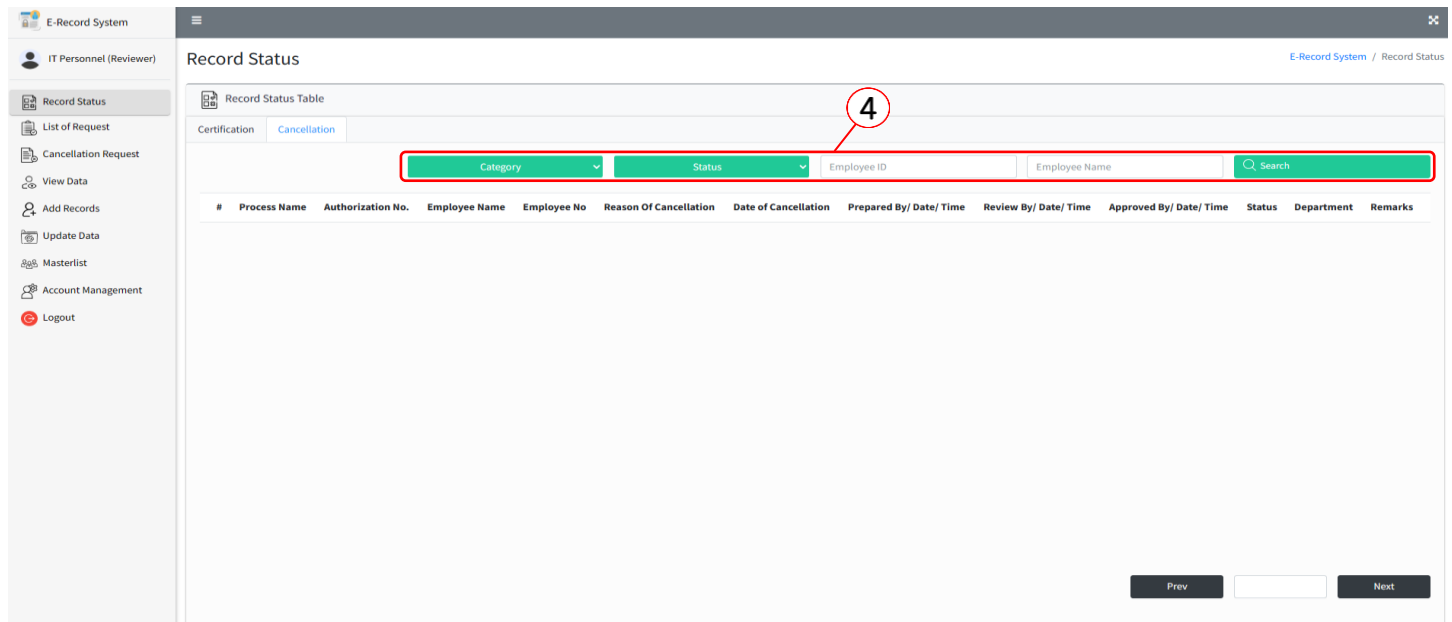 E-Record System
IT Personnel (Reviewer)
Record Status
List of Request
Cancellation Request
View Data
Add Records
Update Data
Masterlist
Account Management
Logout
Record Status
E-Record System / Record Status
Record Status Table
4
Certification Cancellation
Category Status Employee ID Employee Name Search
# Process Name Authorization No. Employee Name Employee No Reason Of Cancellation Date of Cancellation Prepared By/ Date/ Time Review By/ Date/ Time Approved By/ Date/ Time Status Department Remarks
Prev Next